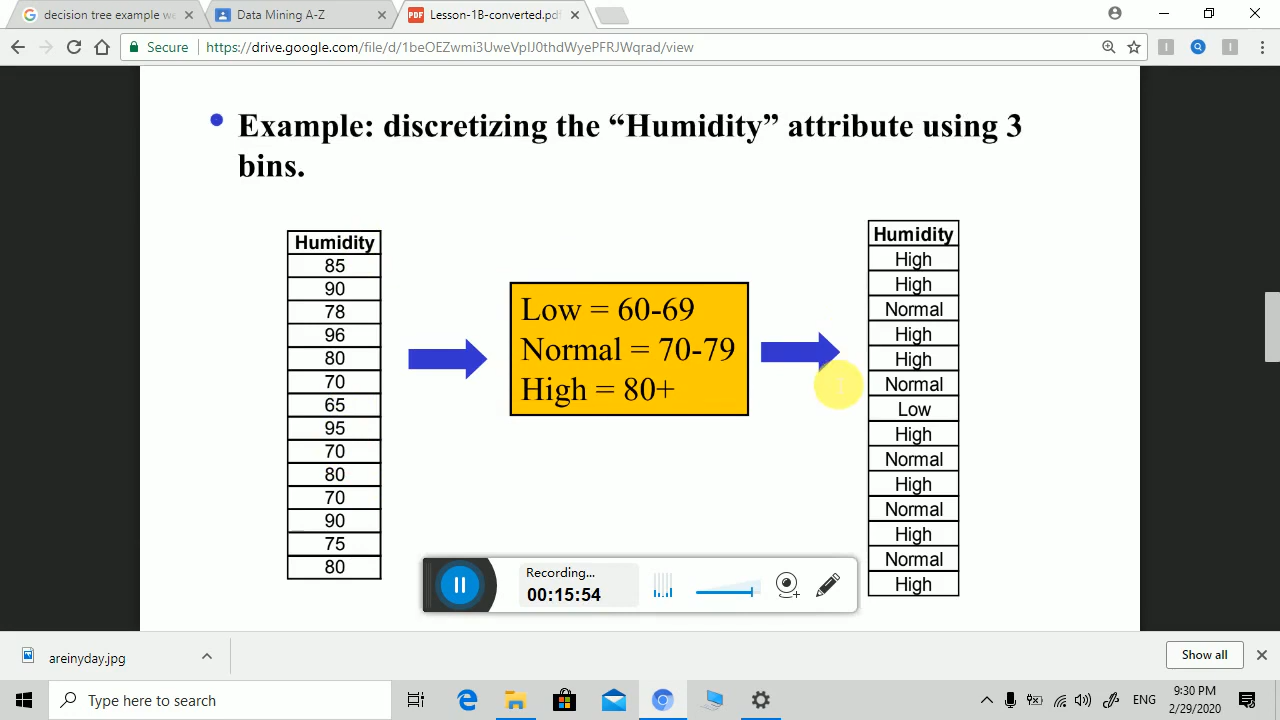 decision tree example we
Data Mining A-Z
Lesson-1B-converted.pdf
Secure
https://drive.google.com/file/d/1beOEZwmi3UweVpIJ0thdWyePFRJWqrad/view
Example: discretizing the “Humidity” attribute using 3
bins.
Humidity
85
90
78
96
80
70
65
95
70
80
70
90
75
80
Low = 60-69
Normal = 70-79
High = 80+
Humidity
High
High
Normal
High
High
Normal
Low
High
Normal
High
Normal
High
Normal
High
Recording...
00:15:54
areinyday.jpg
Show all
Type here to search
ENG
9:30 PM
2/29/2020